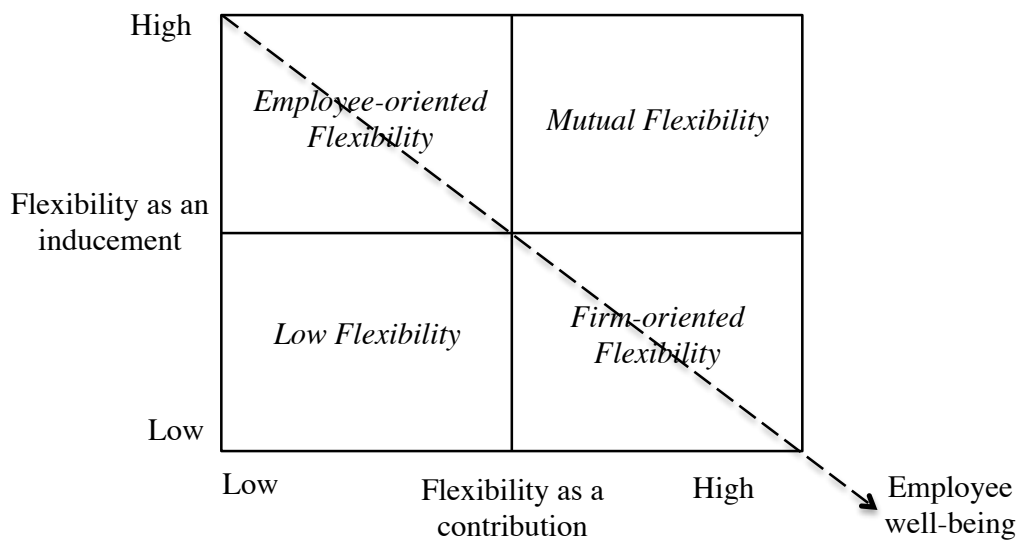 High
Employee-oriented
Flexibility
Mutual Flexibility
Flexibility as an
inducement
Low Flexibility
Firm-oriented
Flexibility
Low
Low
Flexibility as a
contribution
High
Employee
well-being